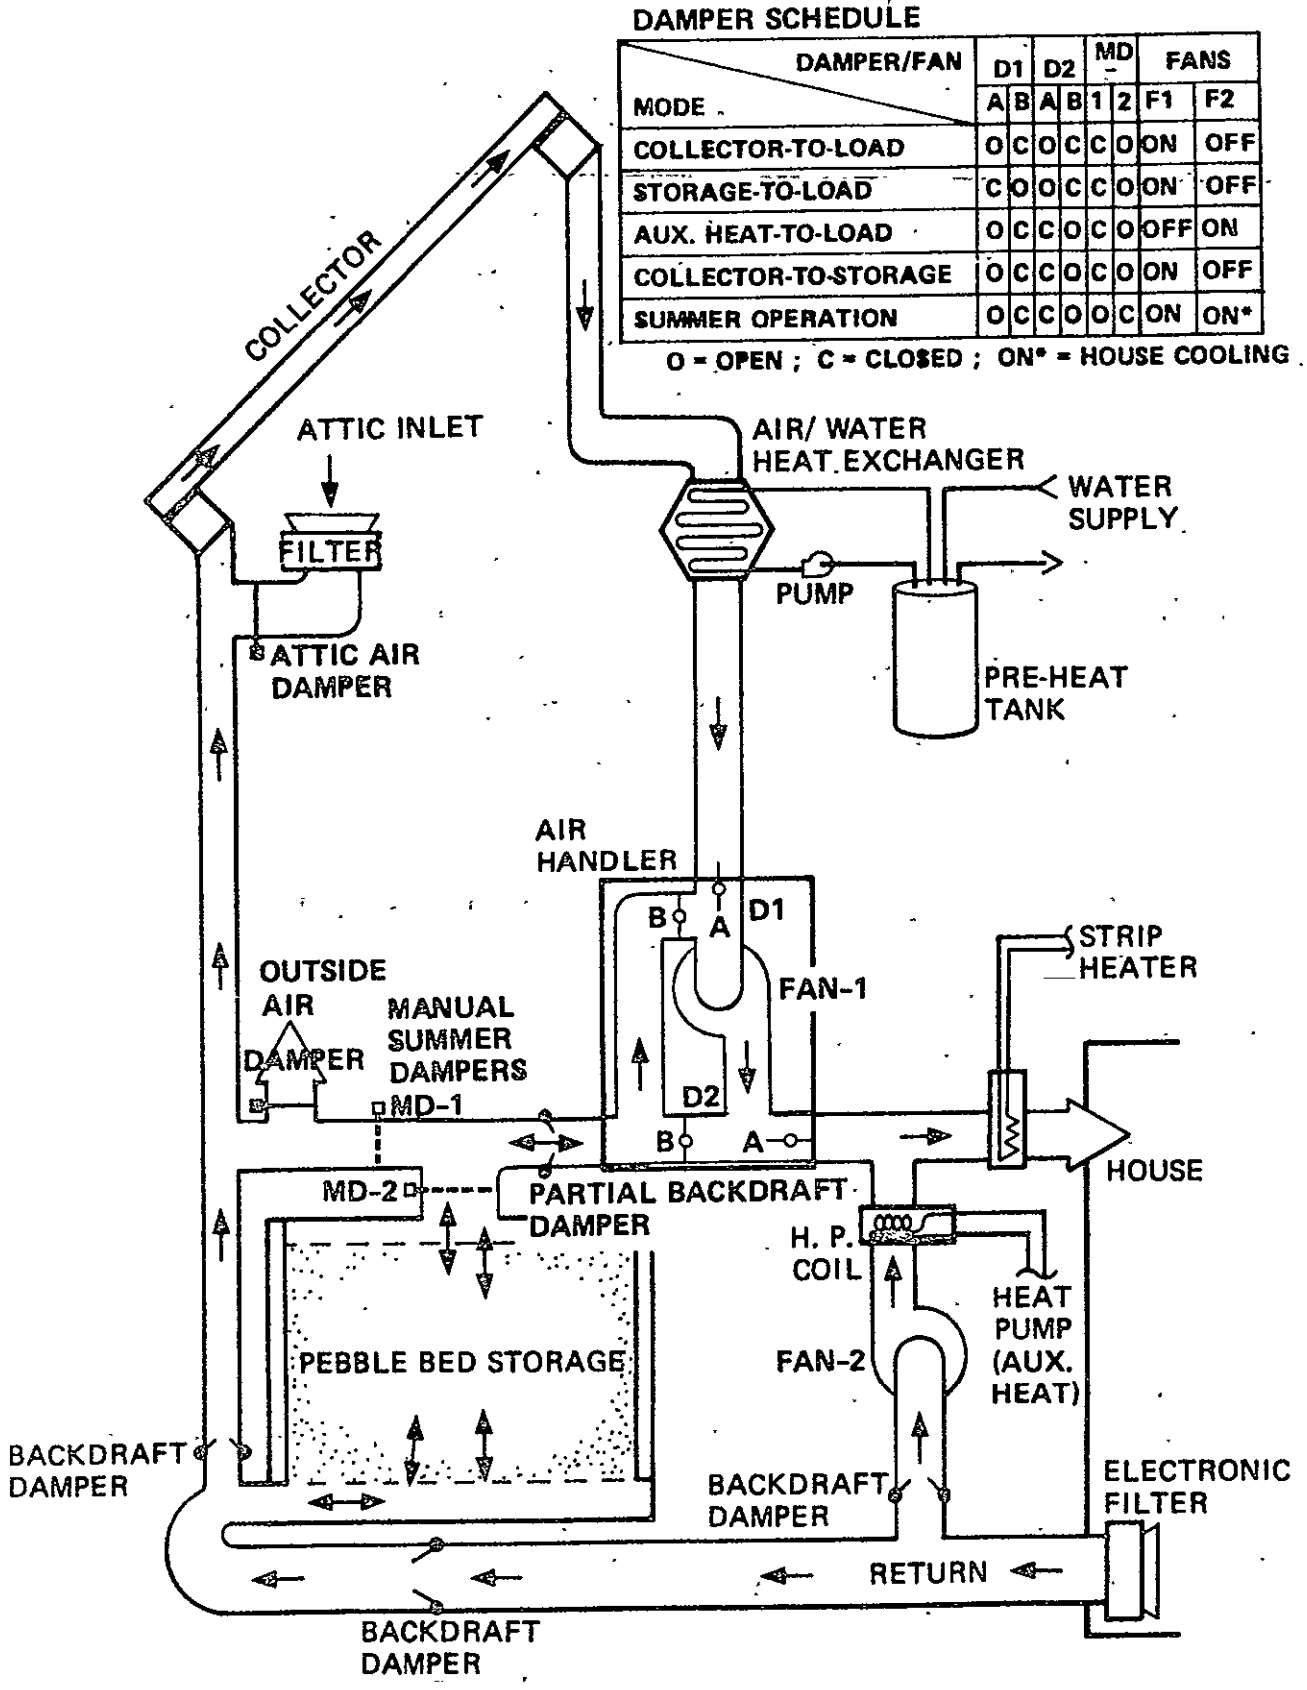 DAMPER SCHEDULE
DAMPER/FAN D1 D2 MD FANS
MODE A B A B 1 2 F1 F2
COLLECTOR-TO-LOAD O C O C C O ON OFF
STORAGE-TO-LOAD C O O C C O ON OFF
AUX. HEAT-TO-LOAD O C C O C O OFF ON
COLLECTOR-TO-STORAGE O C C O C O ON OFF
SUMMER OPERATION O C C O O C ON ON*
O = OPEN ; C = CLOSED ; ON* = HOUSE COOLING
COLLECTOR
ATTIC INLET
FILTER
ATTIC AIR
DAMPER
AIR/ WATER
HEAT EXCHANGER
WATER
SUPPLY
PUMP
PRE-HEAT
TANK
AIR
HANDLER
B
A
D1
FAN-1
D2
B
A
STRIP
HEATER
OUTSIDE
AIR
DAMPER
MANUAL
SUMMER
DAMPERS
MD-1
MD-2
PARTIAL BACKDRAFT
DAMPER
HOUSE
H. P.
COIL
HEAT
PUMP
(AUX.
HEAT)
FAN-2
PEBBLE BED STORAGE
BACKDRAFT
DAMPER
BACKDRAFT
DAMPER
ELECTRONIC
FILTER
RETURN
BACKDRAFT
DAMPER